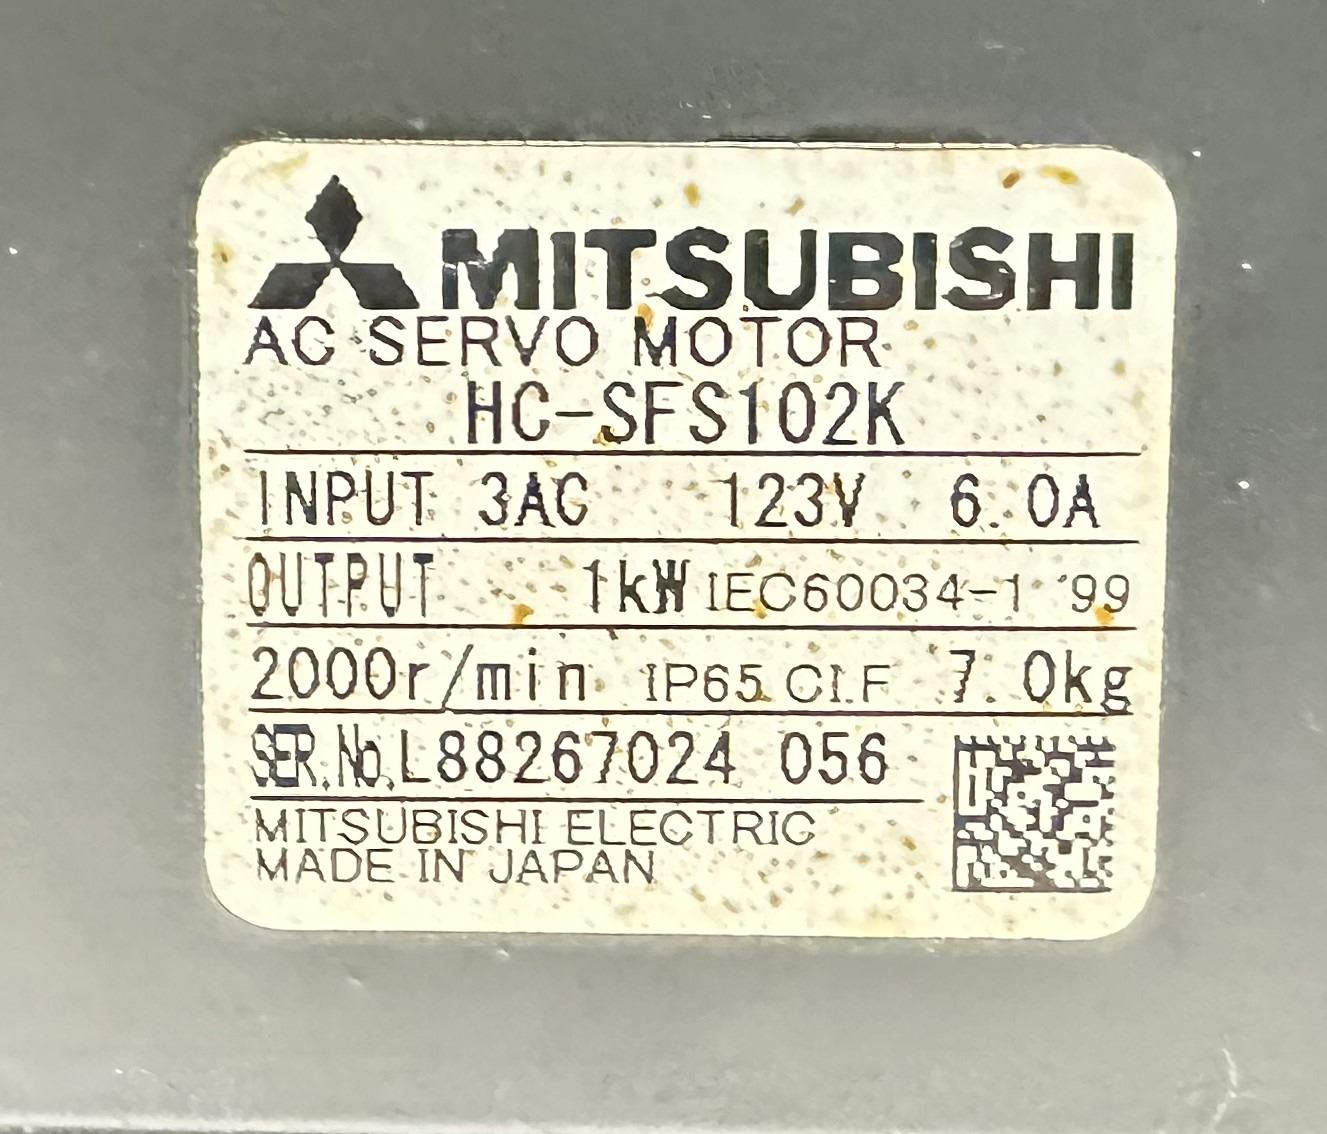 MITSUBISHI
AC SERVO MOTOR
HC-SFS102K
INPUT 3AC 123V 6.0A
OUTPUT 1kW IEC60034-1 '99
2000r/min IP65 CI.F 7.0kg
SER.No.L88267024 056
MITSUBISHI ELECTRIC
MADE IN JAPAN